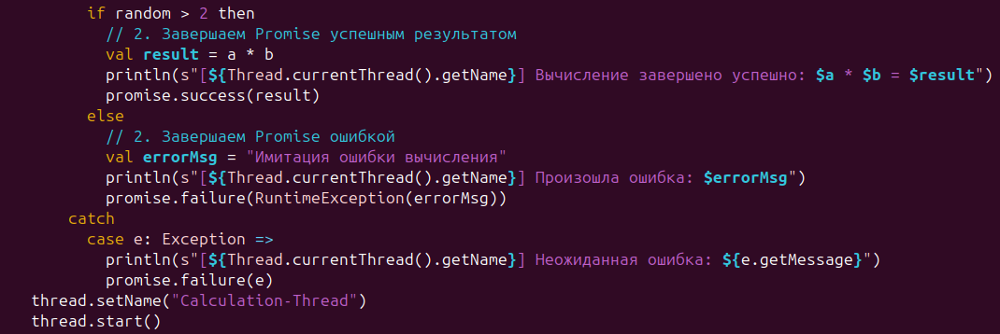 if random > 2 then
// 2. Завершаем Promise успешным результатом
val result = a * b
println(s"[${Thread.currentThread().getName}] Вычисление завершено успешно: $a * $b = $result")
promise.success(result)
else
// 2. Завершаем Promise ошибкой
val errorMsg = "Имитация ошибки вычисления"
println(s"[${Thread.currentThread().getName}] Произошла ошибка: $errorMsg")
promise.failure(RuntimeException(errorMsg))
catch
case e: Exception =>
println(s"[${Thread.currentThread().getName}] Неожиданная ошибка: ${e.getMessage}")
promise.failure(e)
thread.setName("Calculation-Thread")
thread.start()